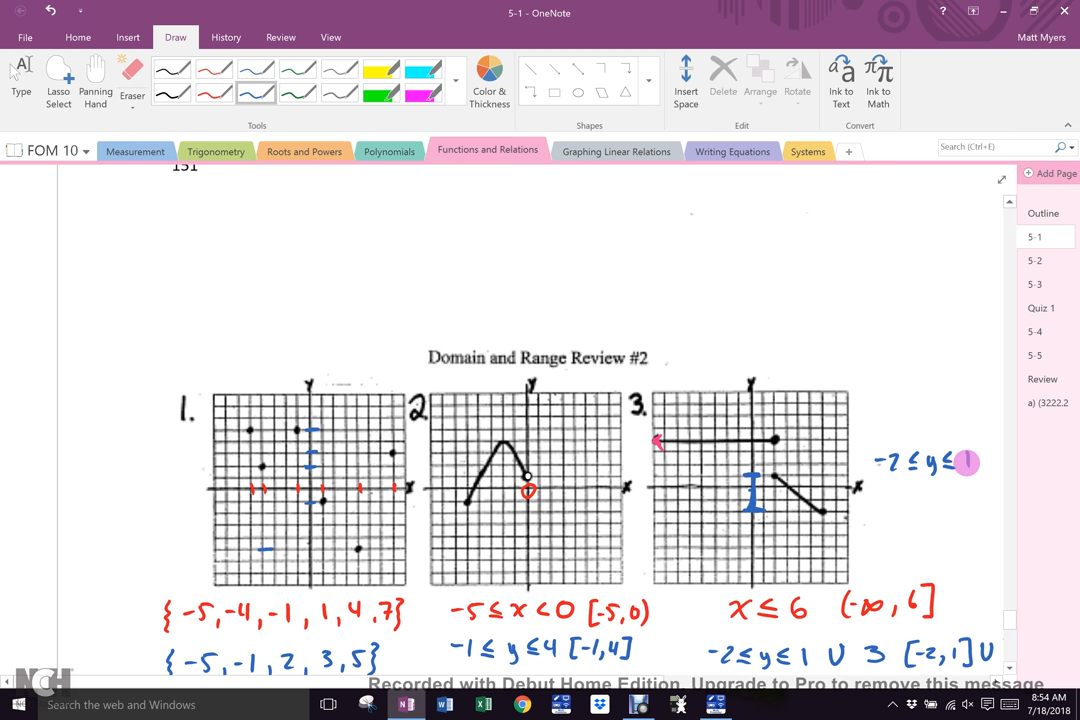 5-1 - OneNote
?
Matt Myers
File Home Insert Draw History Review View
Type
Lasso Select
Panning Hand
Eraser
Color & Thickness
Insert Space
Delete
Arrange
Rotate
Ink to Text
Ink to Math
Tools
Shapes
Edit
Convert
FOM 10
Measurement Trigonometry Roots and Powers Polynomials Functions and Relations Graphing Linear Relations Writing Equations Systems +
Search (Ctrl+E)
Add Page
Outline
5-1
5-2
5-3
Quiz 1
5-4
5-5
Review
a) (3222.2
151
Domain and Range Review #2
1. Y X
2 Y X 0
3. Y X
-2 ≤ y ≤ 1
{-5, -4, -1, 1, 4, 7} -5 ≤ x < 0 [-5,0) x ≤ 6 (-∞, 6]
{-5, -1, 2, 3, 5} -1 ≤ y ≤ 4 [-1,4] -2 ≤ y ≤ 1 U 3 [-2,1] U
NCH
Recorded with Debut Home Edition. Upgrade to Pro to remove this message
Search the web and Windows
8:54 AM
7/18/2018